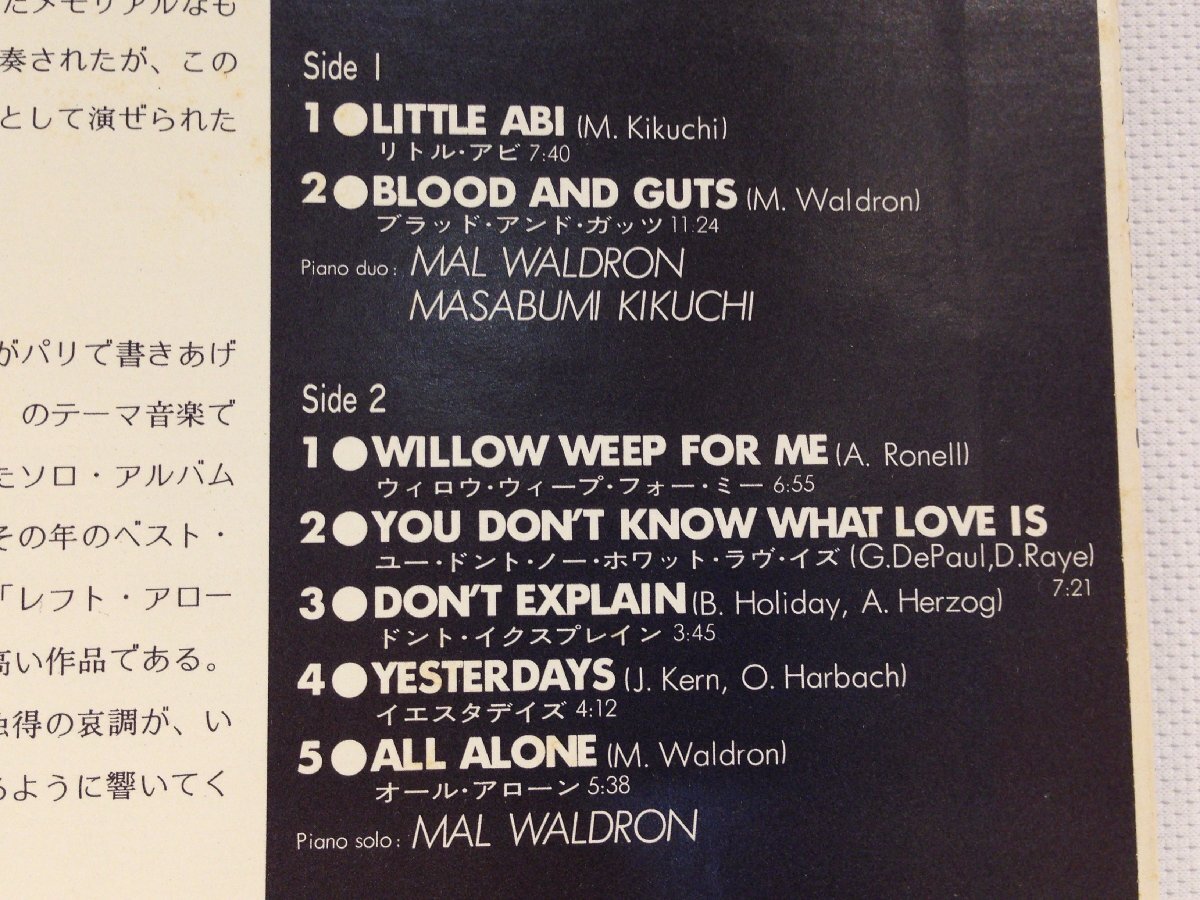 たメモリアルなも
奏されたが、この
として演ぜられた
がパリで書きあげ
のテーマ音楽で
たソロ・アルバム
その年のベスト・
「レフト・アロー
高い作品である。
独得の哀調が、い
るように響いてく
Side 1
1●LITTLE ABI (M. Kikuchi)
リトル・アビ 7:40
2●BLOOD AND GUTS (M. Waldron)
ブラッド・アンド・ガッツ 11:24
Piano duo: MAL WALDRON
MASABUMI KIKUCHI
Side 2
1●WILLOW WEEP FOR ME (A. Ronell)
ウィロウ・ウィープ・フォー・ミー 6:55
2●YOU DON'T KNOW WHAT LOVE IS
ユー・ドント・ノー・ホワット・ラヴ・イズ (G.DePaul,D.Raye)
7:21
3●DON'T EXPLAIN (B. Holiday, A. Herzog)
ドント・イクスプレイン 3:45
4●YESTERDAYS (J. Kern, O. Harbach)
イエスタデイズ 4:12
5●ALL ALONE (M. Waldron)
オール・アローン 5:38
Piano solo: MAL WALDRON